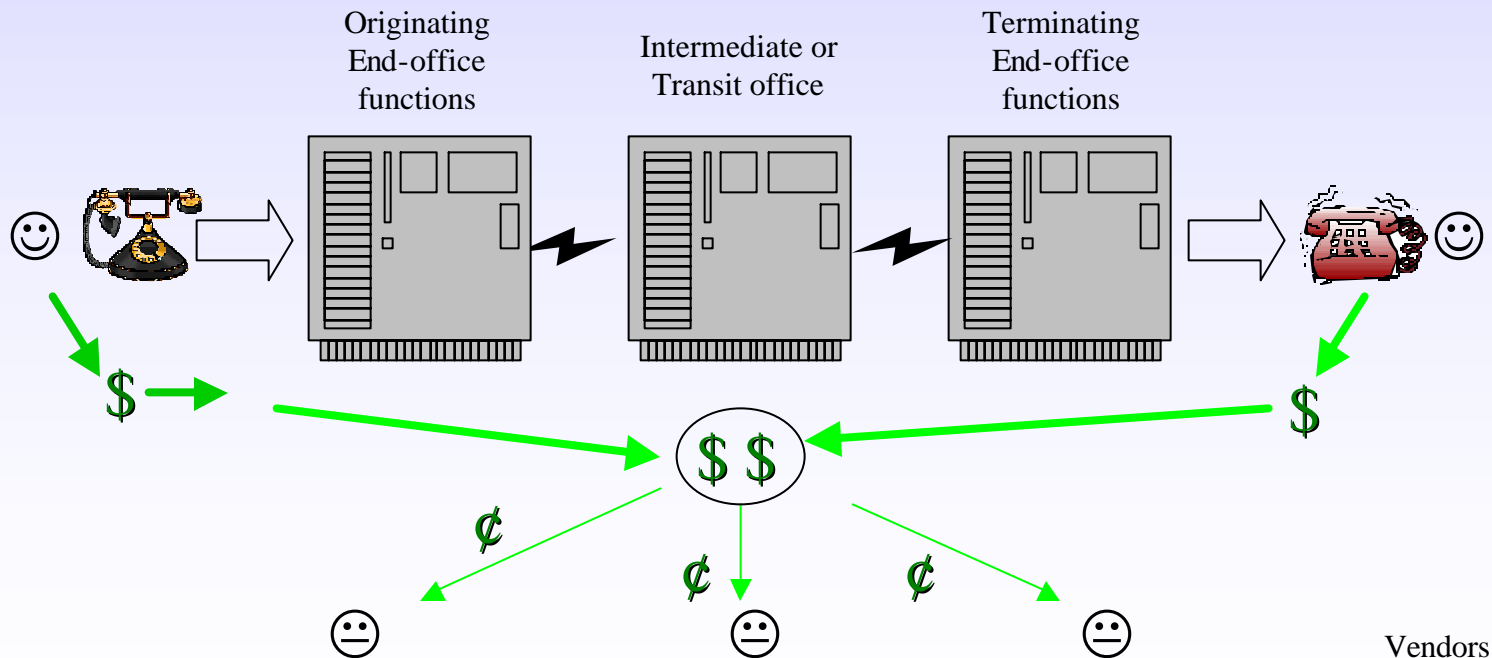 Originating
End-office
functions
Intermediate or
Transit office
Terminating
End-office
functions
$
$ $
$
¢
¢
¢
Vendors